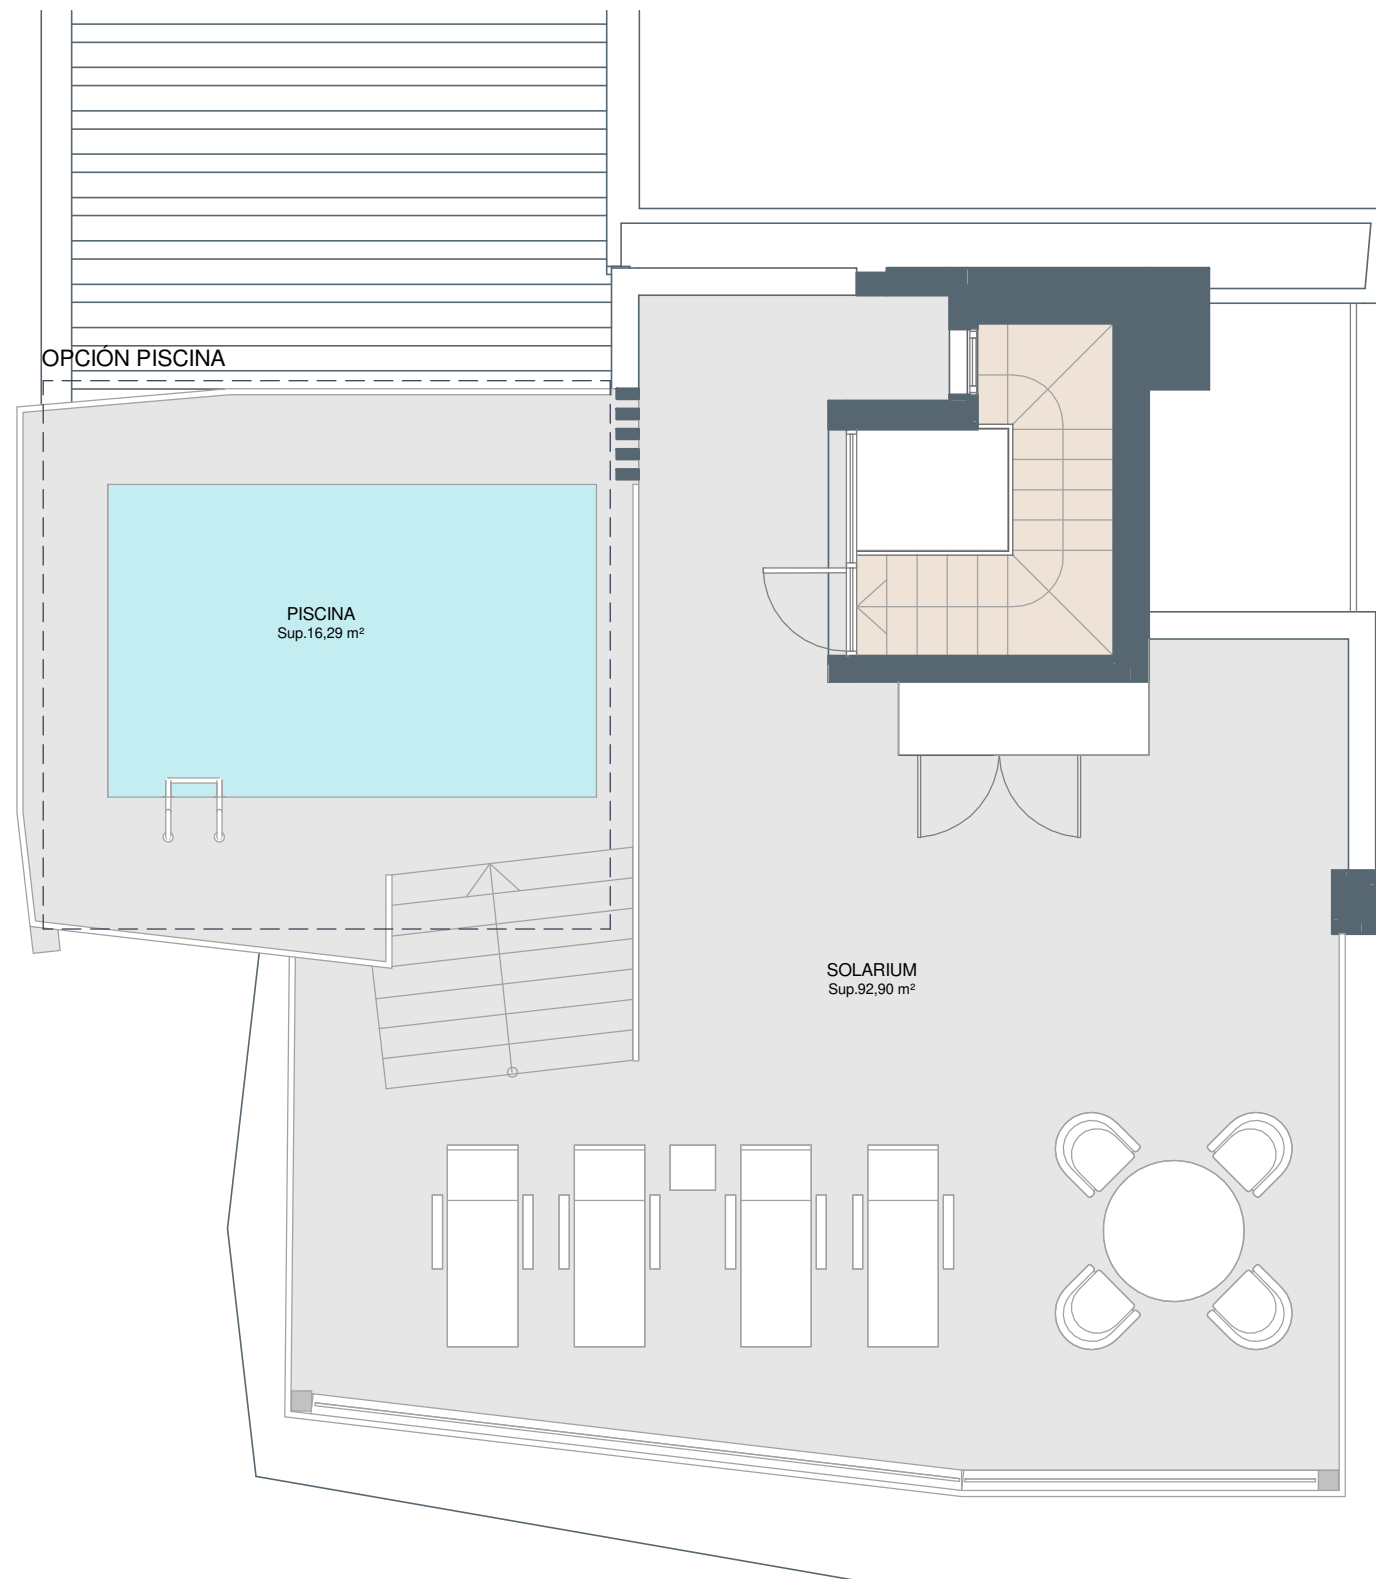 OPCIÓN PISCINA
PISCINA
Sup.16,29 m²
SOLARIUM
Sup.92,90 m²